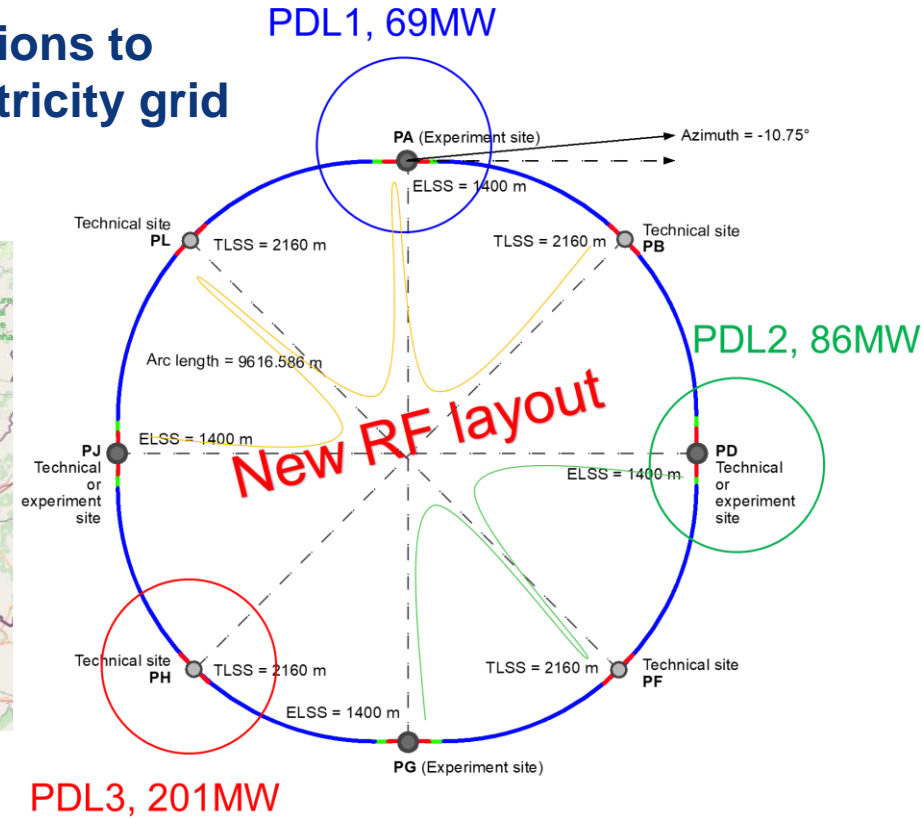 ions to
tricity grid
PDL1, 69MW
PA (Experiment site)
Azimuth = -10.75°
ELSS = 1400 m
Technical site
PL
TLSS = 2160 m
TLSS = 2160 m
Technical site
PB
PDL2, 86MW
Arc length = 9616.586 m
New RF layout
ELSS = 1400 m
PJ
Technical
or
experiment
site
ELSS = 1400 m
PD
Technical
or
experiment
site
Technical site
PH
TLSS = 2160 m
TLSS = 2160 m
Technical site
PF
ELSS = 1400 m
PG (Experiment site)
PDL3, 201MW